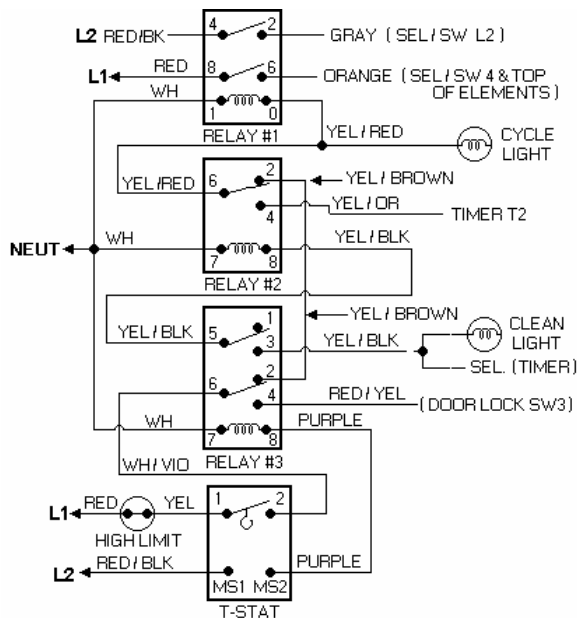 4 2
L2 RED/BK GRAY ( SEL/SW L2 )
RED 8 6
L1 ORANGE (SEL/SW 4 & TOP
OF ELEMENTS)
WH
1 0
RELAY #1
YEL/RED
CYCLE
LIGHT
YEL/RED 6 2
YEL/BROWN
YEL/OR
4
TIMER T2
NEUT WH
YEL/BLK
7 8
RELAY #2
YEL/BROWN
YEL/BLK 5 1
3
YEL/BLK
CLEAN
LIGHT
SEL. (TIMER)
6 2
4
RED/YEL
(DOOR LOCK SW3)
WH
PURPLE
7 8
WH/VIO RELAY #3
L1 RED YEL 1 2
HIGH LIMIT
L2 RED/BLK
PURPLE
MS1 MS2
T-STAT